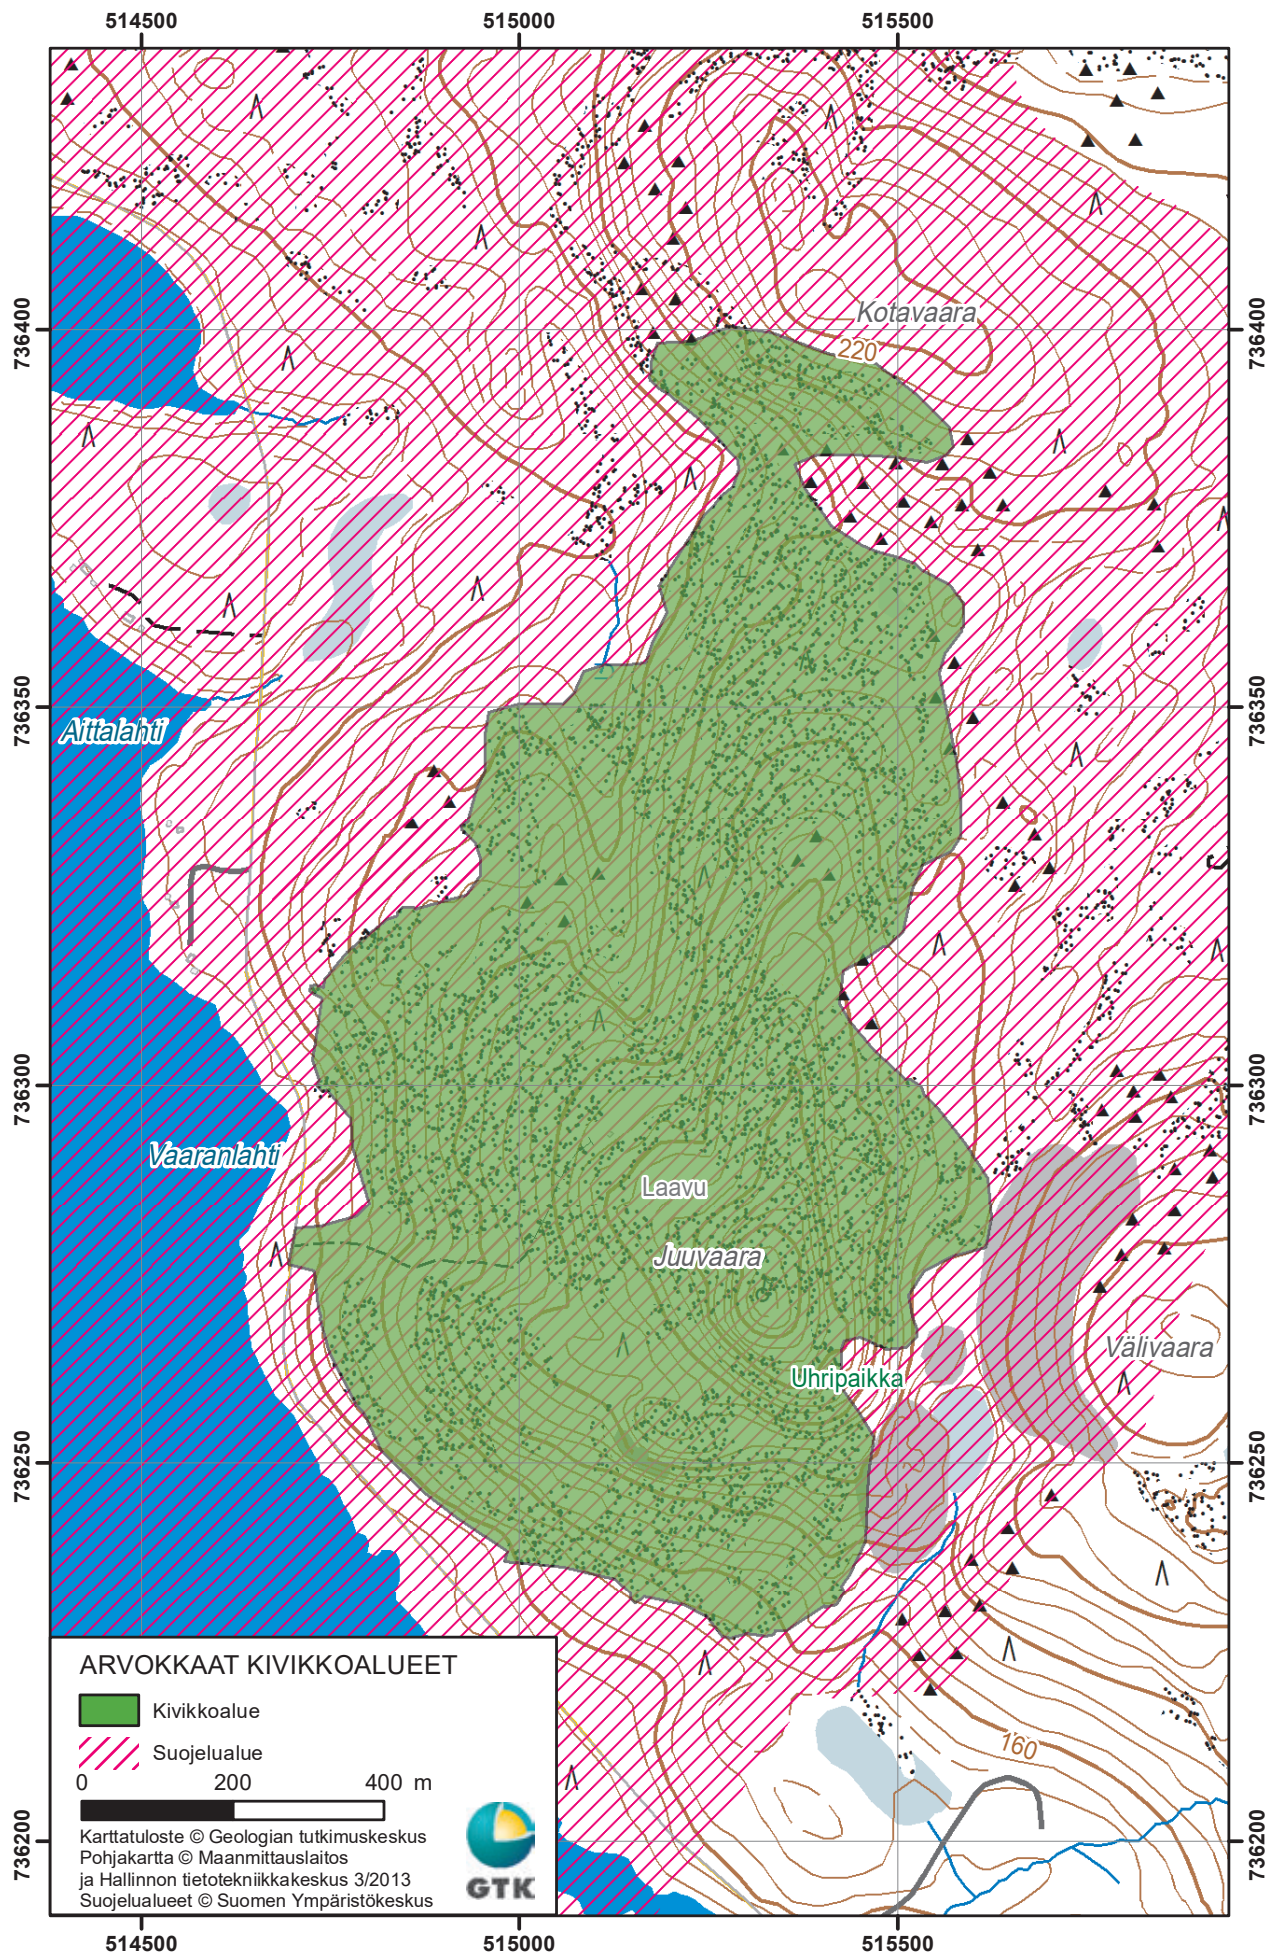 514500 515000 515500
736400 736400
Kotavaara
220
736350 736350
Aittalahti
736300 736300
Vaaranlahti
Laavu
Juuvaara
Välivaara
Uhripaikka
736250 736250
160
736200 736200
ARVOKKAAT KIVIKKOALUEET
Kivikkoalue
Suojelualue
0 200 400 m
Karttatuloste © Geologian tutkimuskeskus
Pohjakartta © Maanmittauslaitos
ja Hallinnon tietotekniikkakeskus 3/2013
Suojelualueet © Suomen Ympäristökeskus
GTK
514500 515000 515500